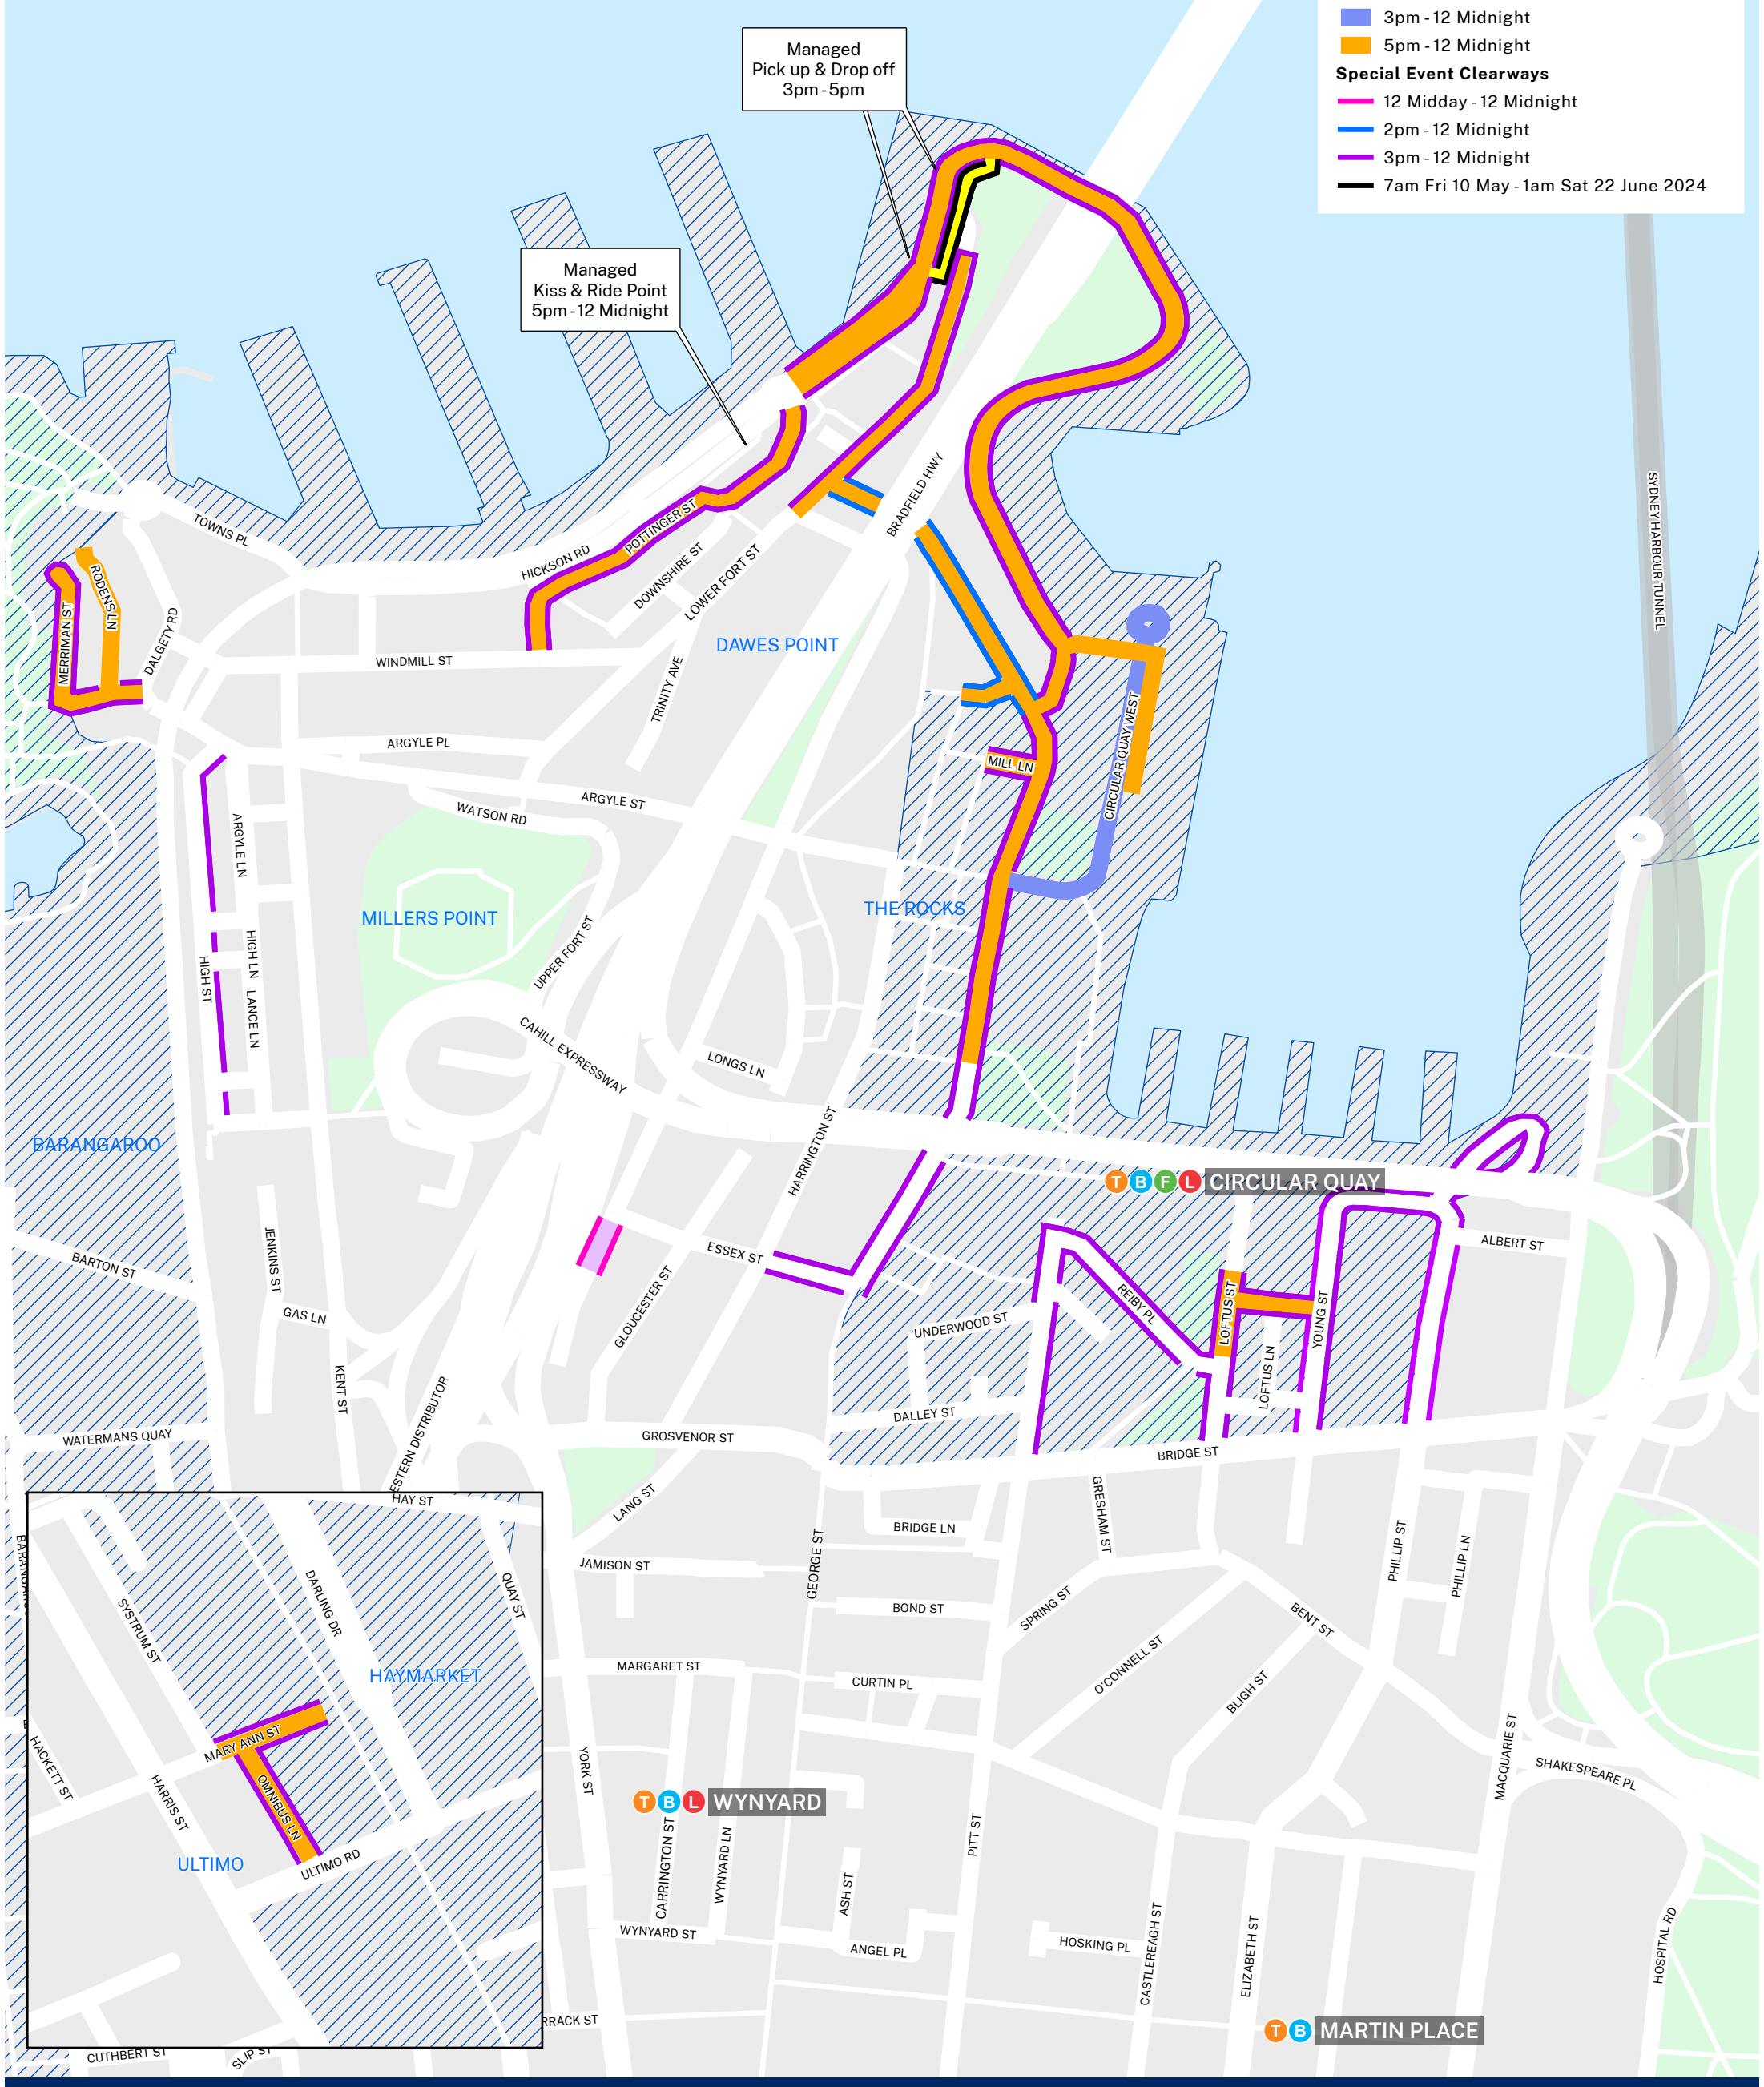 3pm - 12 Midnight
5pm - 12 Midnight
Special Event Clearways
12 Midday - 12 Midnight
2pm - 12 Midnight
3pm - 12 Midnight
7am Fri 10 May - 1am Sat 22 June 2024
Managed
Pick up & Drop off
3pm - 5pm
Managed
Kiss & Ride Point
5pm - 12 Midnight
BRADFIELD HWY
SYDNEY HARBOUR TUNNEL
TOWNS PL
HICKSON RD
POTTINGER ST
DOWNSHIRE ST
LOWER FORT ST
RODENS LN
MERRIMAN ST
DALGETY RD
WINDMILL ST
DAWES POINT
TRINITY AVE
CIRCULAR QUAY WEST
ARGYLE PL
MILL LN
ARGYLE ST
WATSON RD
ARGYLE LN
MILLERS POINT
THE ROCKS
UPPER FORT ST
HIGH ST
HIGH LN
LANCE LN
CAHILL EXPRESSWAY
LONGS LN
BARANGAROO
HARRINGTON ST
T B F L CIRCULAR QUAY
ESSEX ST
ALBERT ST
BARTON ST
JENKINS ST
GLOUCESTER ST
REIBY PL
LOFTUS ST
YOUNG ST
GAS LN
UNDERWOOD ST
LOFTUS LN
KENT ST
DALLEY ST
WATERMANS QUAY
ESTERN DISTRIBUTOR
GROSVENOR ST
BRIDGE ST
HAY ST
LANG ST
GRESHAM ST
BRIDGE LN
GEORGE ST
PHILLIP ST
PHILLIP LN
JAMISON ST
QUAY ST
DARLING DR
SYSTRUM ST
BOND ST
SPRING ST
BENT ST
O'CONNELL ST
HAYMARKET
MARGARET ST
CURTIN PL
BLIGH ST
MARY ANN ST
HACKETT ST
HARRIS ST
OMNIBUS LN
YORK ST
MACQUARIE ST
SHAKESPEARE PL
T B L WYNYARD
ULTIMO
ULTIMO RD
CARRINGTON ST
WYNYARD LN
PITT ST
ASH ST
WYNYARD ST
ANGEL PL
HOSKING PL
CASTLEREAGH ST
ELIZABETH ST
HOSPITAL RD
RRACK ST
T B MARTIN PLACE
CUTHBERT ST
SLIP ST